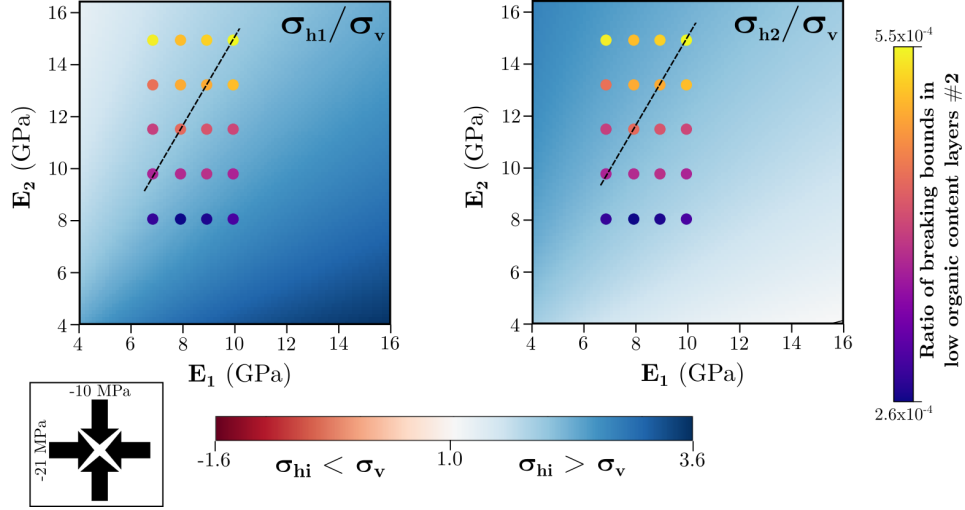 σh1/σv
σh2/σv
16
14
12
10
8
6
4
E2 (GPa)
4
6
8
10
12
14
16
E1 (GPa)
16
14
12
10
8
6
4
E2 (GPa)
4
6
8
10
12
14
16
E1 (GPa)
5.5x10-4
2.6x10-4
Ratio of breaking bounds in
low organic content layers #2
-10 MPa
-21 MPa
-1.6
σhi < σv
1.0
σhi > σv
3.6